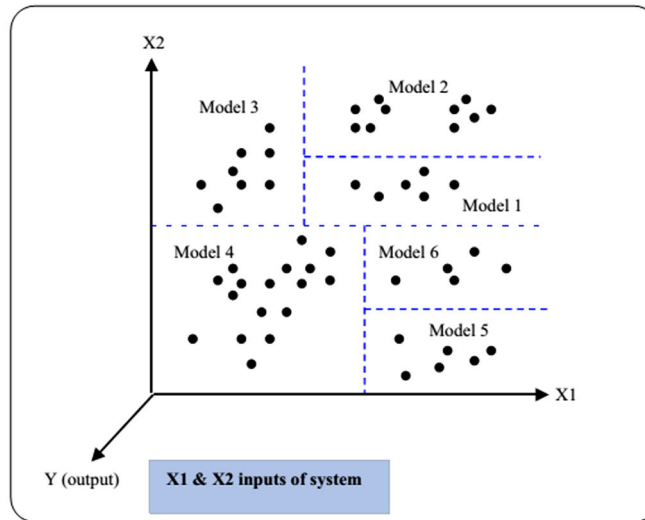 X2
Model 2
Model 3
Model 1
Model 4
Model 6
Model 5
X1
Y (output)
X1 & X2 inputs of system